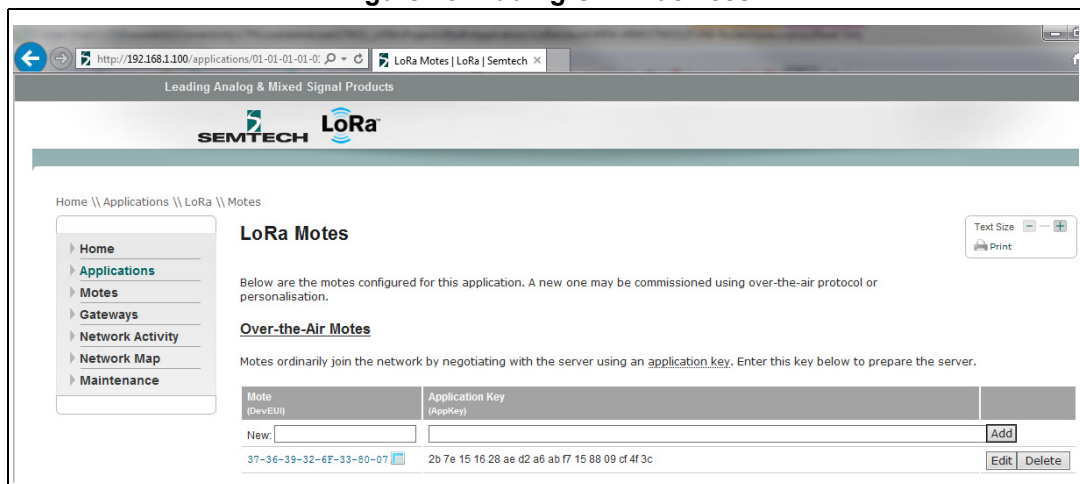 http://192.168.1.100/applications/01-01-01-01-0:
LoRa Motes | LoRa | Semtech
Leading Analog & Mixed Signal Products
SEMTECH LoRa
Home \\ Applications \\ LoRa \\ Motes
Home
Applications
Motes
Gateways
Network Activity
Network Map
Maintenance
LoRa Motes
Text Size
Print
Below are the motes configured for this application. A new one may be commissioned using over-the-air protocol or
personalisation.
Over-the-Air Motes
Motes ordinarily join the network by negotiating with the server using an application key. Enter this key below to prepare the server.
Mote Application Key
(DevEUI) (AppKey)
New: Add
37-36-39-32-6F-33-80-07 2b 7e 15 16 28 ae d2 a6 ab f7 15 88 09 cf 4f 3c Edit Delete